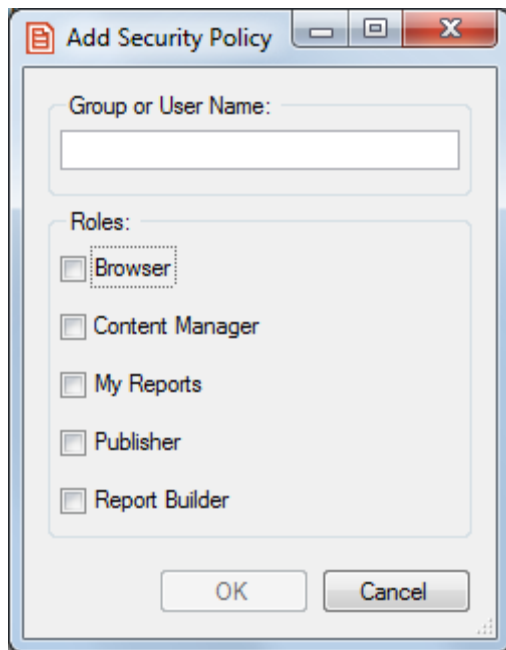 Add Security Policy
Group or User Name:
Roles:
Browser
Content Manager
My Reports
Publisher
Report Builder
OK Cancel